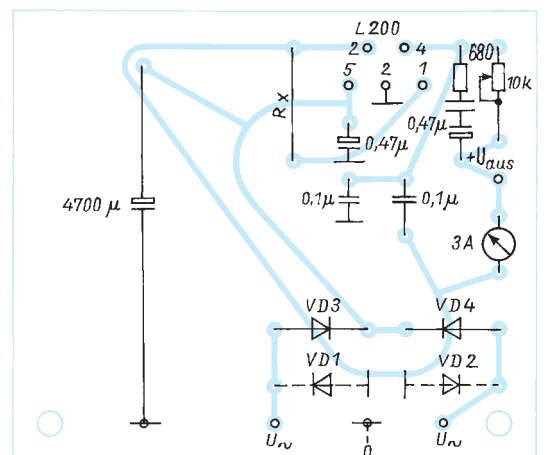 L200
2 4
680
5 2 1
10k
Rx
0,47µ
0,47µ
+Uaus
4700 µ
0,1µ
0,1µ
3A
VD3
VD4
VD1
VD2
U~
0
U~